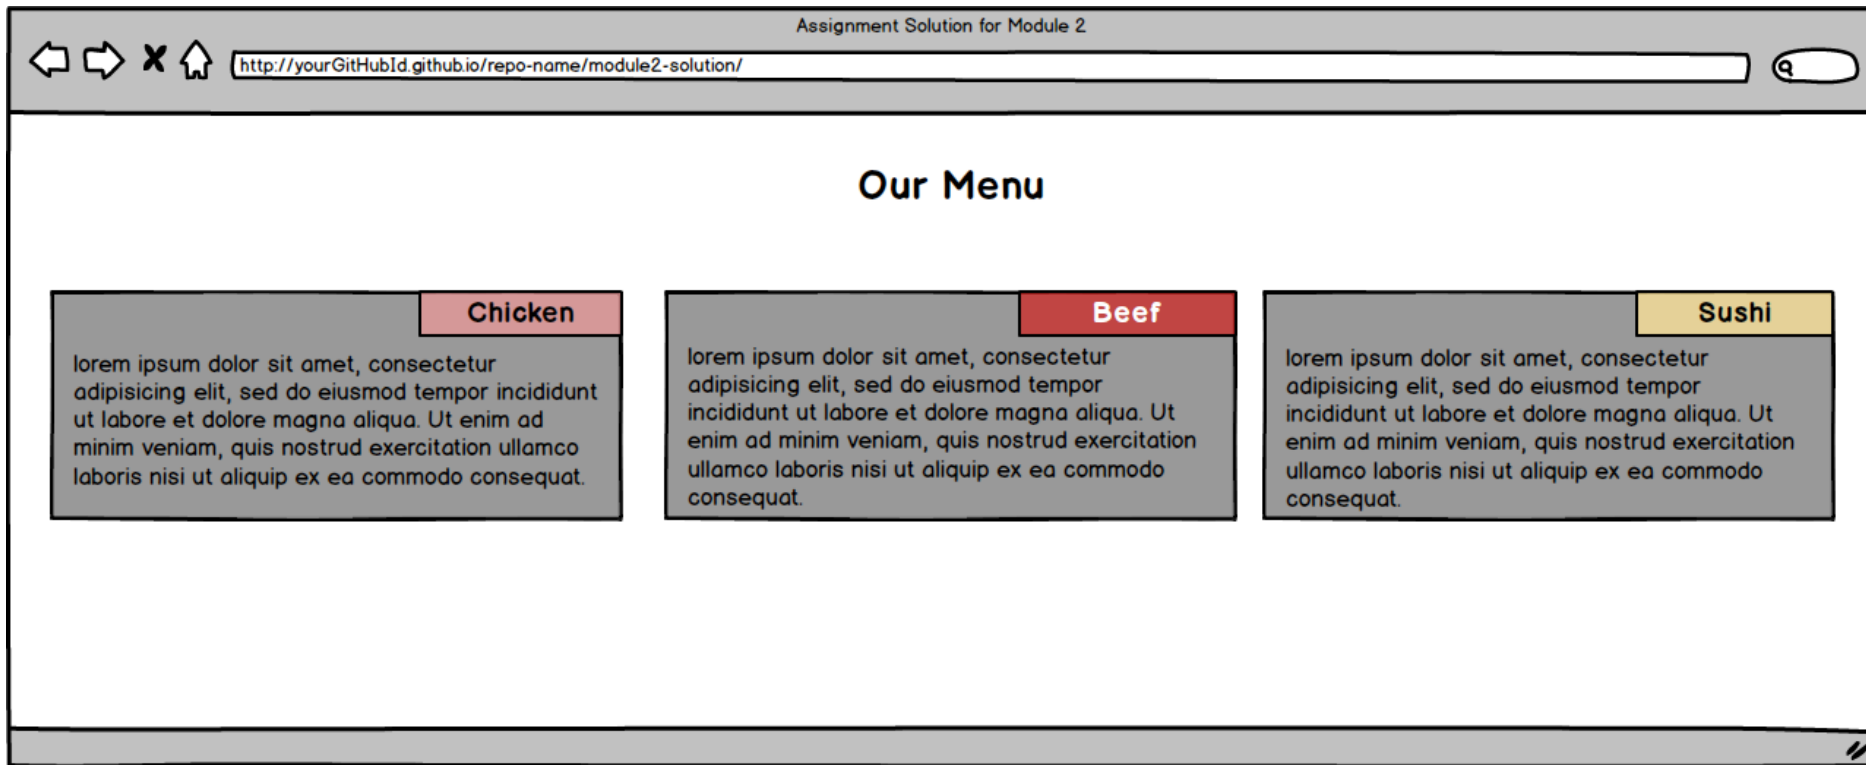 Assignment Solution for Module 2
http://yourGitHubId.github.io/repo-name/module2-solution/
Our Menu
Chicken
lorem ipsum dolor sit amet, consectetur
adipisicing elit, sed do eiusmod tempor incididunt
ut labore et dolore magna aliqua. Ut enim ad
minim veniam, quis nostrud exercitation ullamco
laboris nisi ut aliquip ex ea commodo consequat.
Beef
lorem ipsum dolor sit amet, consectetur
adipisicing elit, sed do eiusmod tempor
incididunt ut labore et dolore magna aliqua. Ut
enim ad minim veniam, quis nostrud exercitation
ullamco laboris nisi ut aliquip ex ea commodo
consequat.
Sushi
lorem ipsum dolor sit amet, consectetur
adipisicing elit, sed do eiusmod tempor
incididunt ut labore et dolore magna aliqua. Ut
enim ad minim veniam, quis nostrud exercitation
ullamco laboris nisi ut aliquip ex ea commodo
consequat.